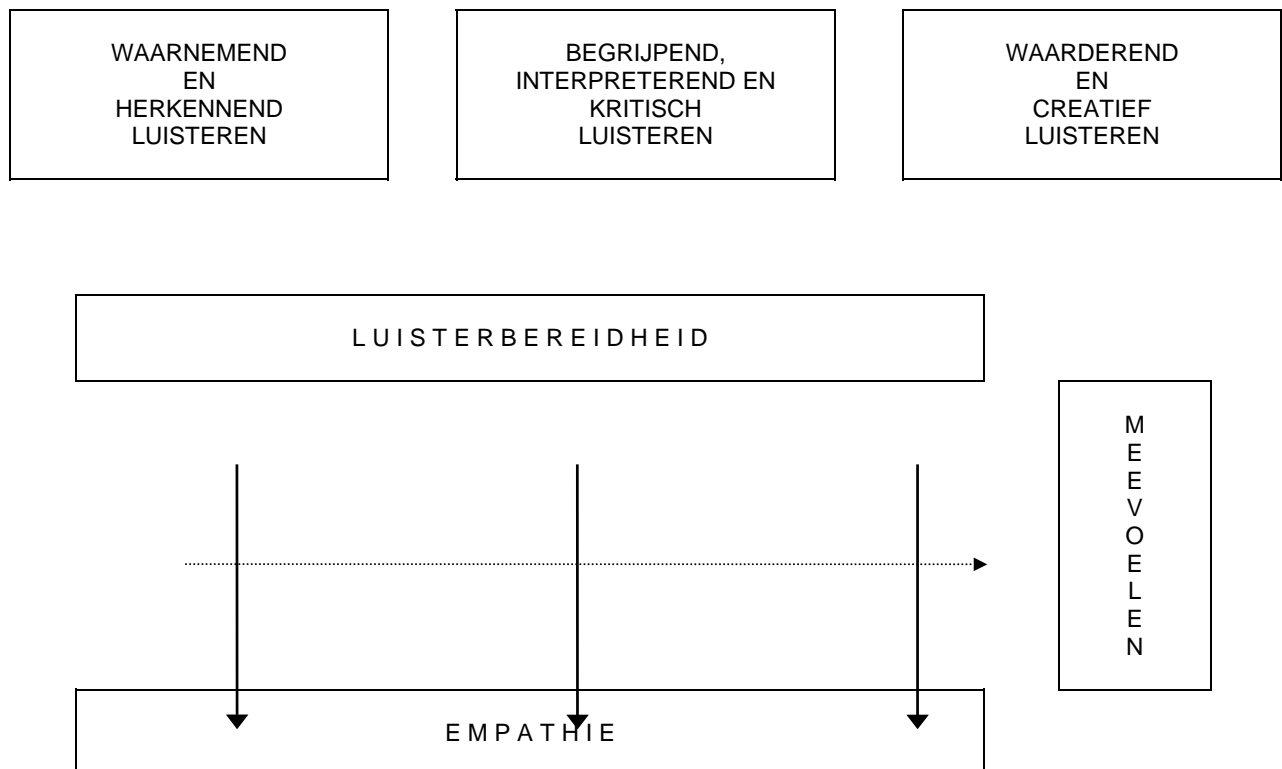 WAARNEMEND
EN
HERKENNEND
LUISTEREN
BEGRIJPEND,
INTERPRETEREND EN
KRITISCH
LUISTEREN
WAARDEREND
EN
CREATIEF
LUISTEREN
L U I S T E R B E R E I D H E I D
M
E
E
V
O
E
L
E
N
E M P A T H I E